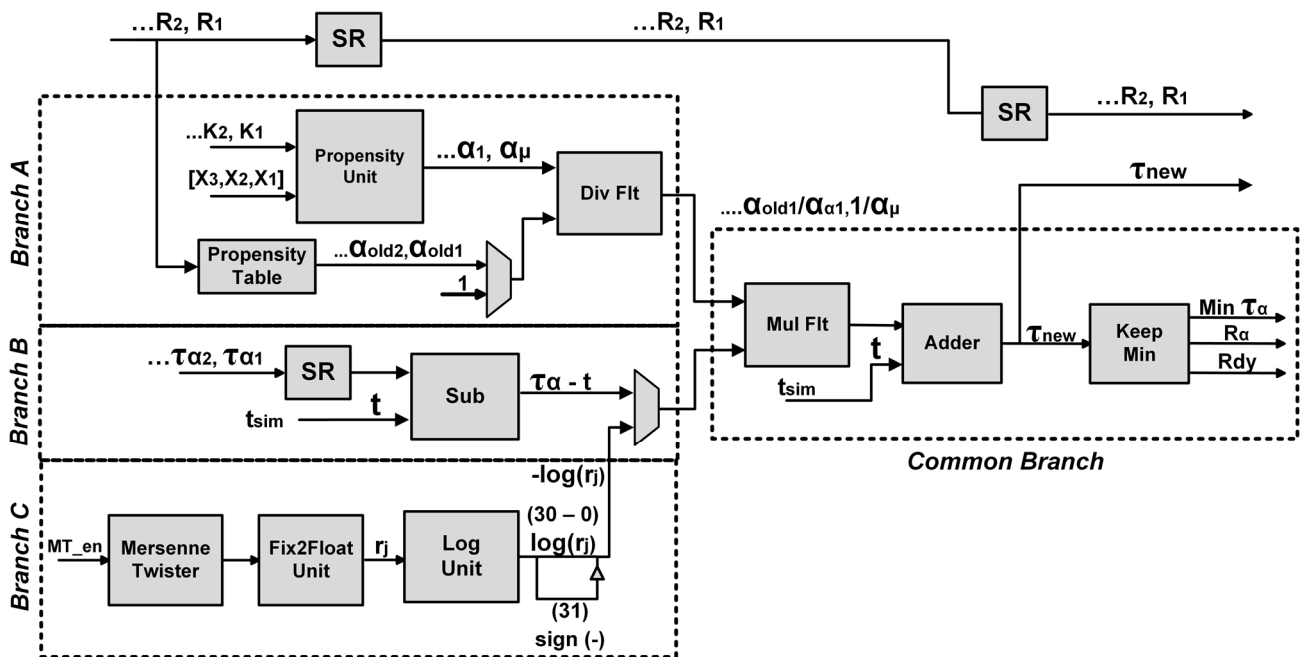 ...R2, R1
SR
...R2, R1
SR
...R2, R1
Branch A
...K2, K1
[X3,X2,X1]
Propensity
Unit
...α1, αμ
Div Flt
Propensity
Table
...αold2,αold1
1
....αold1/αα1,1/αμ
τnew
Branch B
...τα2, τα1
SR
tsim
t
Sub
τα - t
Mul Flt
t
tsim
Adder
τnew
Keep
Min
Min τα
Rα
Rdy
Common Branch
Branch C
MT_en
Mersenne
Twister
Fix2Float
Unit
rj
Log
Unit
-log(rj)
(30 – 0)
log(rj)
(31)
sign (-)